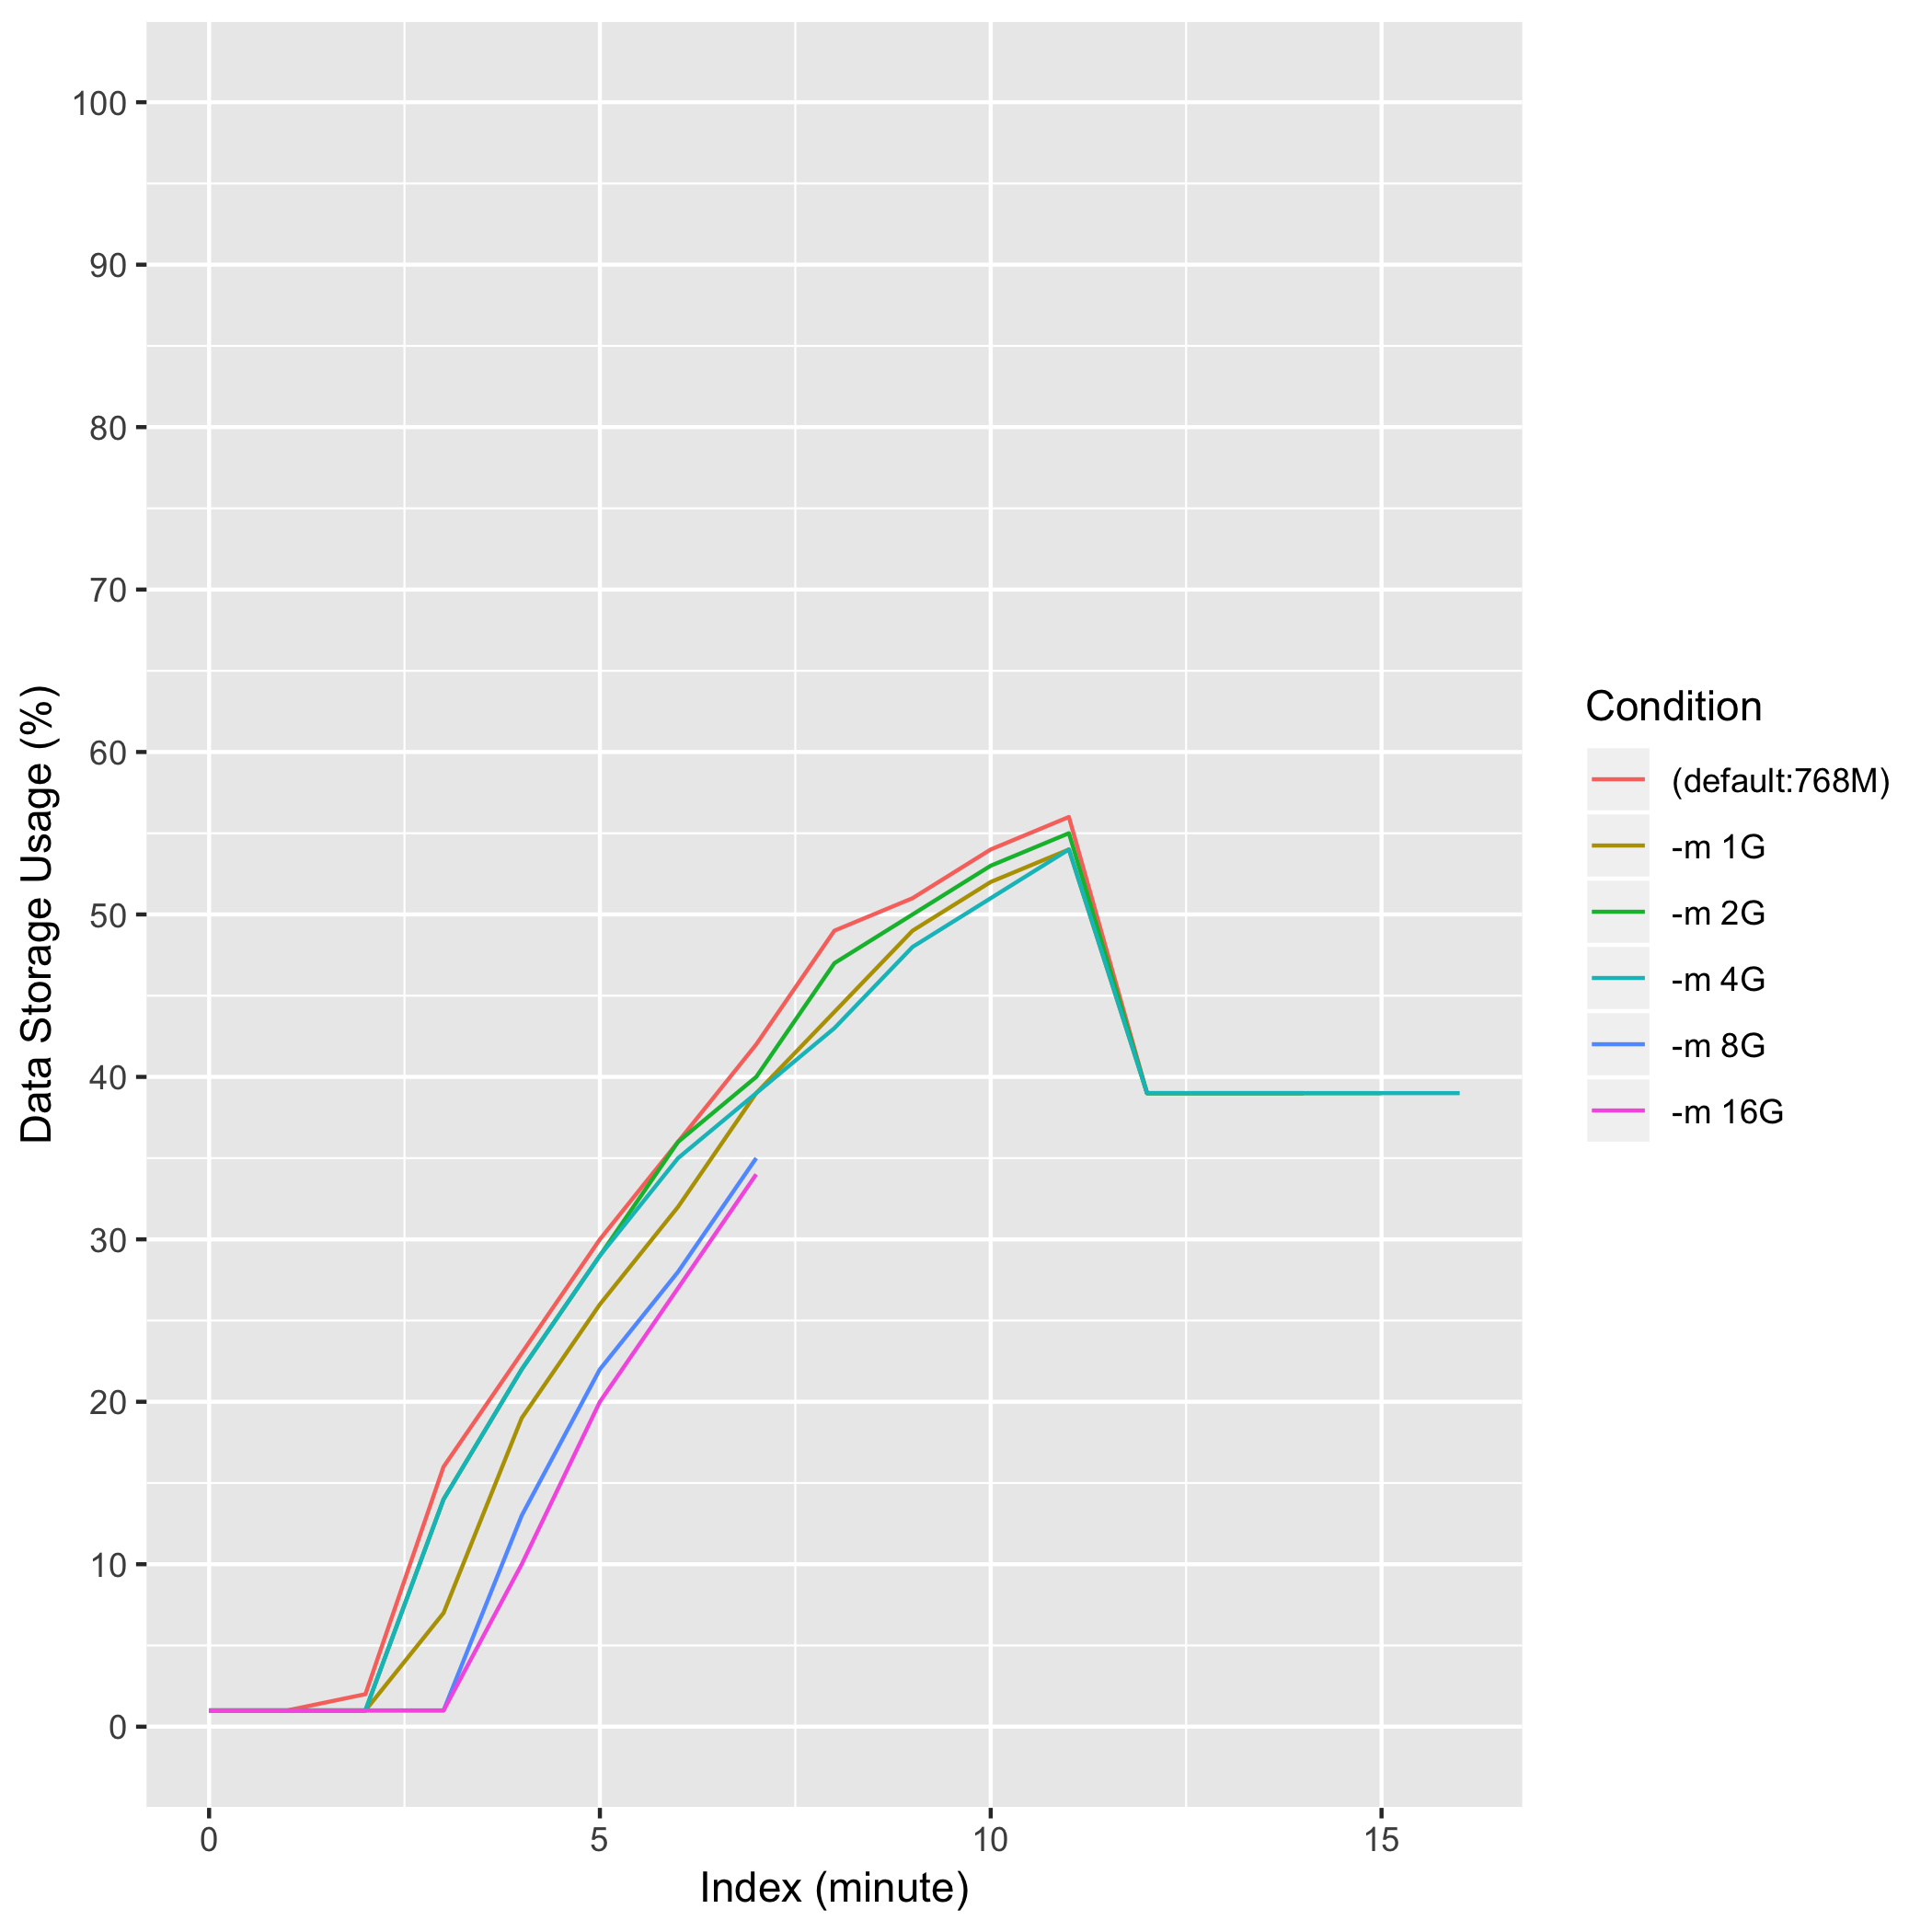 100
90
80
70
60
50
40
30
20
10
0
Data Storage Usage (%)
0 5 10 15
Index (minute)
Condition
(default:768M)
-m 1G
-m 2G
-m 4G
-m 8G
-m 16G